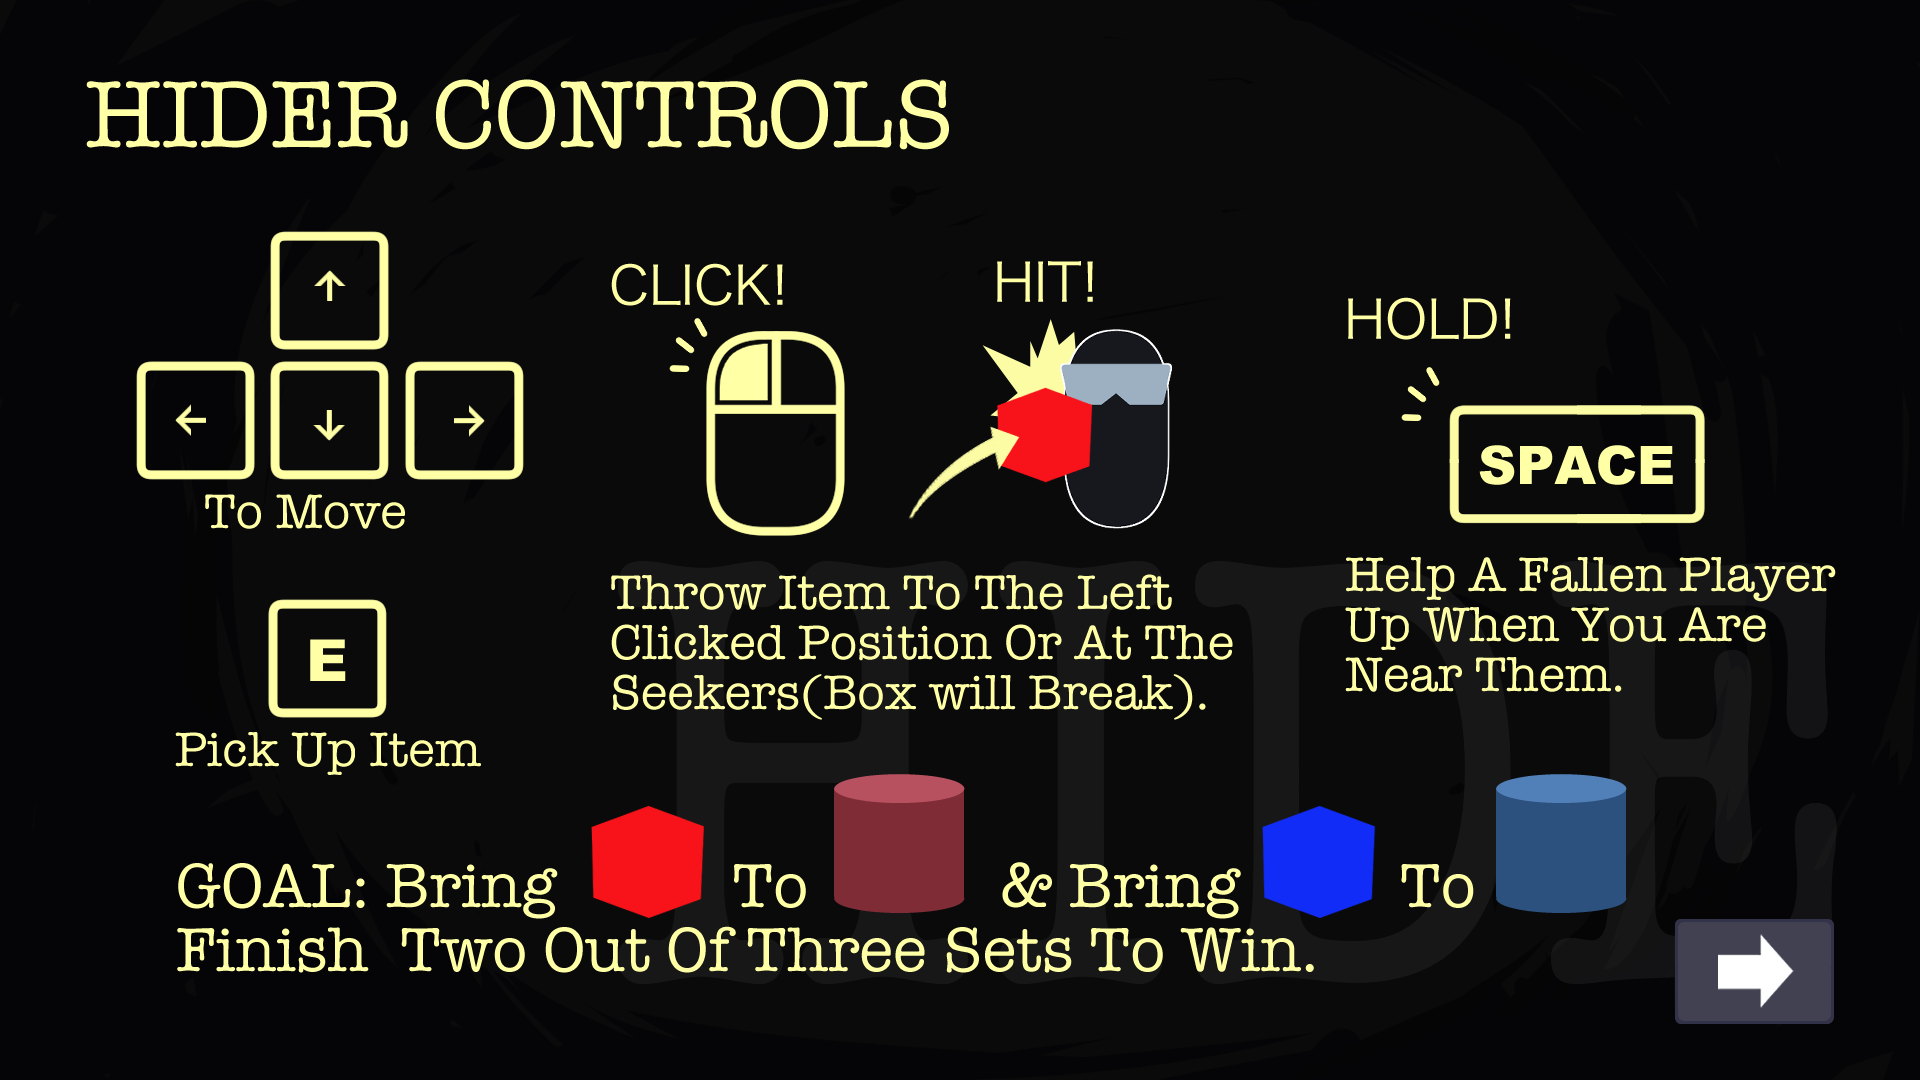 HIDER CONTROLS
↑
← ↓ →
To Move
E
Pick Up Item
CLICK!
HIT!
Throw Item To The Left
Clicked Position Or At The
Seekers(Box will Break).
HOLD!
SPACE
Help A Fallen Player
Up When You Are
Near Them.
GOAL: Bring To & Bring To
Finish Two Out Of Three Sets To Win.
HIDE